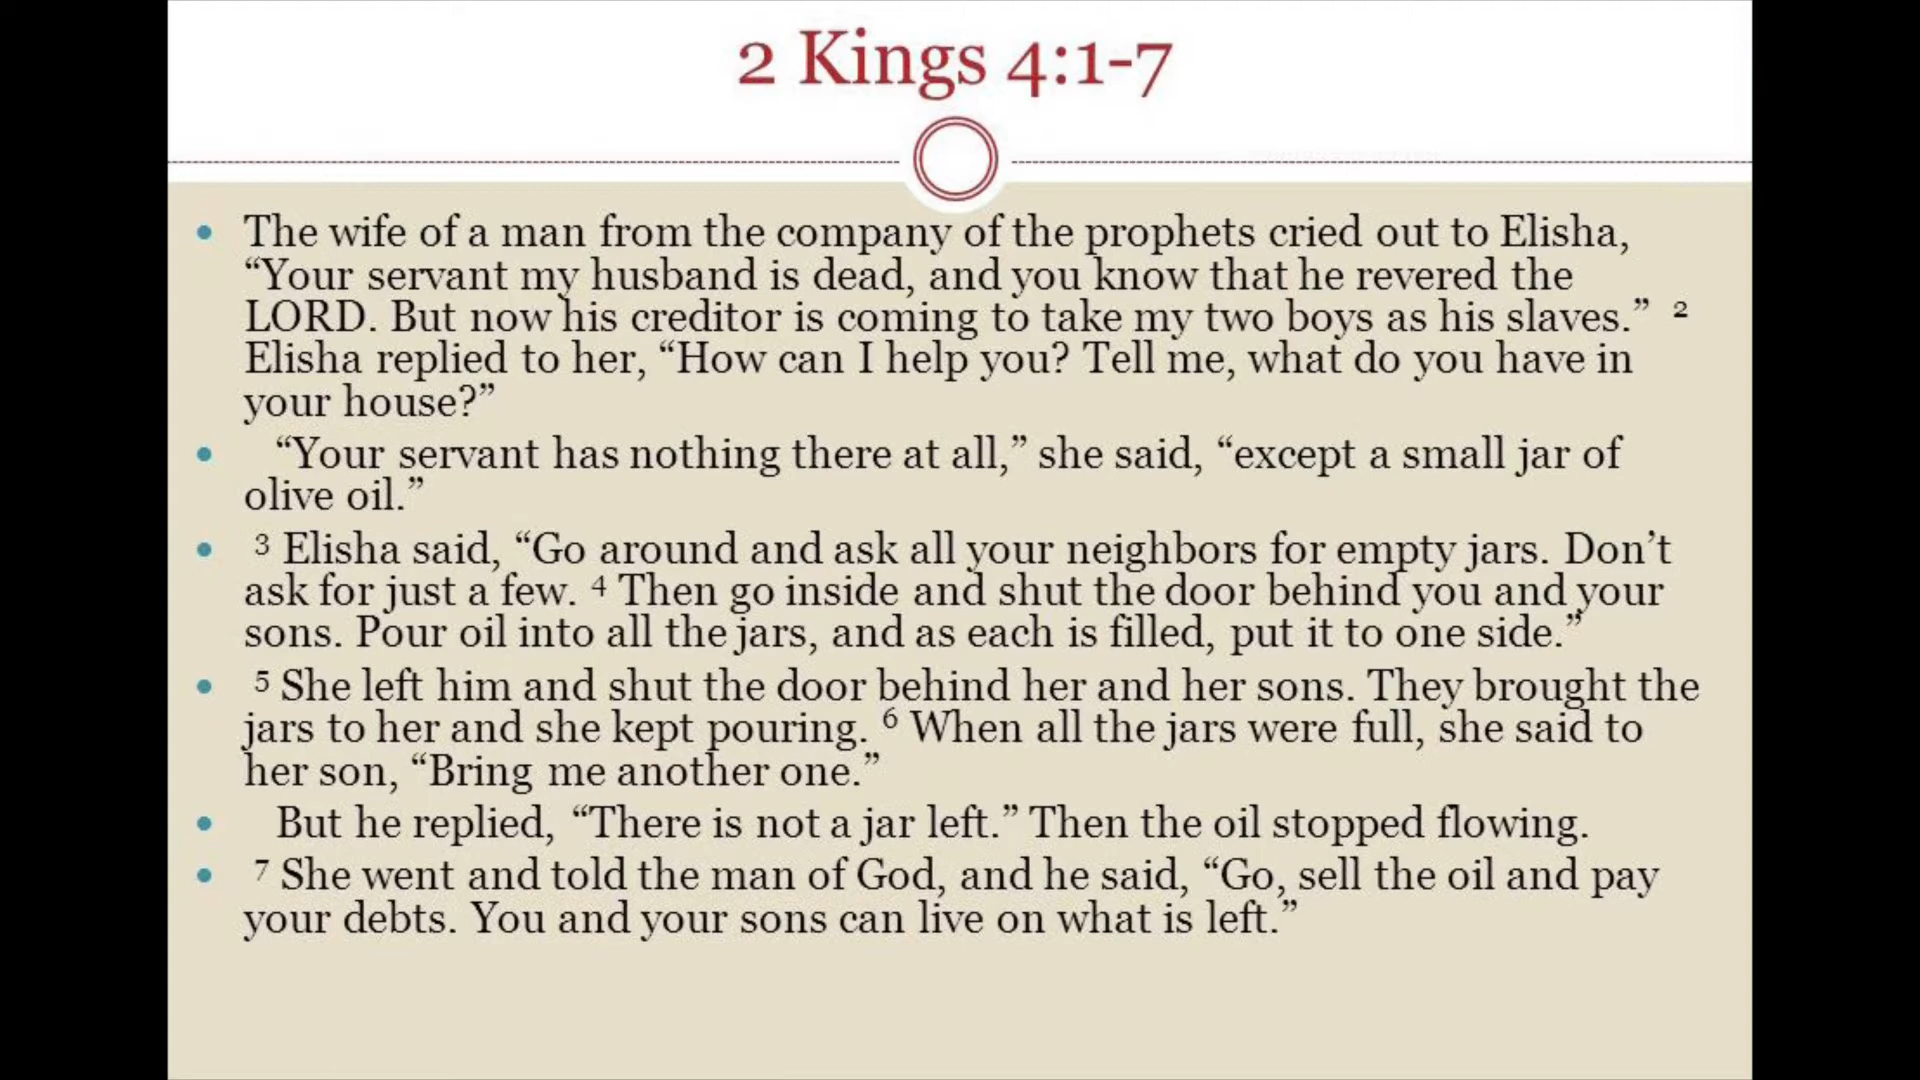 2 Kings 4:1-7
• The wife of a man from the company of the prophets cried out to Elisha,
“Your servant my husband is dead, and you know that he revered the
LORD. But now his creditor is coming to take my two boys as his slaves.” 2
Elisha replied to her, “How can I help you? Tell me, what do you have in
your house?”
• “Your servant has nothing there at all,” she said, “except a small jar of
olive oil.”
• 3 Elisha said, “Go around and ask all your neighbors for empty jars. Don’t
ask for just a few. 4 Then go inside and shut the door behind you and your
sons. Pour oil into all the jars, and as each is filled, put it to one side.”
• 5 She left him and shut the door behind her and her sons. They brought the
jars to her and she kept pouring. 6 When all the jars were full, she said to
her son, “Bring me another one.”
• But he replied, “There is not a jar left.” Then the oil stopped flowing.
• 7 She went and told the man of God, and he said, “Go, sell the oil and pay
your debts. You and your sons can live on what is left.”